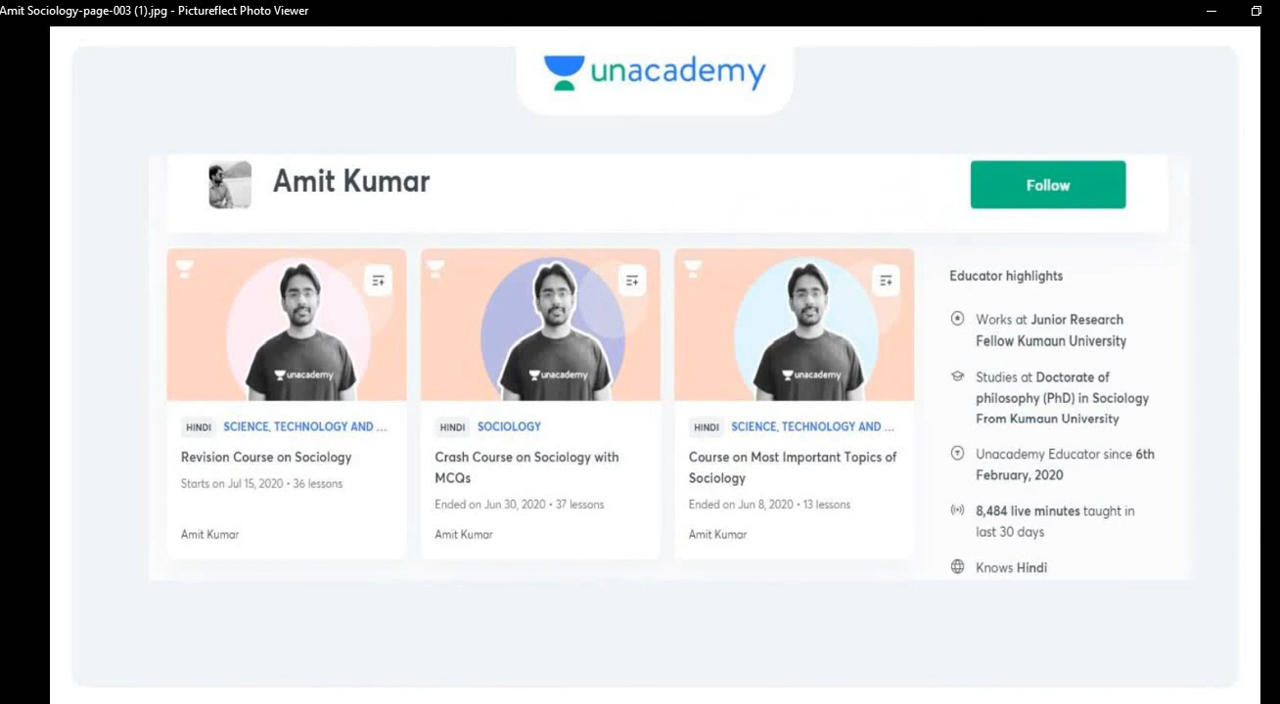 Amit Sociology-page-003 (1).jpg - Pictureflect Photo Viewer
unacademy
Amit Kumar
Follow
unacademy
unacademy
unacademy
HINDI SCIENCE, TECHNOLOGY AND ...
Revision Course on Sociology
Starts on Jul 15, 2020 • 36 lessons
Amit Kumar
HINDI SOCIOLOGY
Crash Course on Sociology with
MCQs
Ended on Jun 30, 2020 • 37 lessons
Amit Kumar
HINDI SCIENCE, TECHNOLOGY AND ...
Course on Most Important Topics of
Sociology
Ended on Jun 8, 2020 • 13 lessons
Amit Kumar
Educator highlights
Works at Junior Research
Fellow Kumaun University
Studies at Doctorate of
philosophy (PhD) in Sociology
From Kumaun University
Unacademy Educator since 6th
February, 2020
8,484 live minutes taught in
last 30 days
Knows Hindi